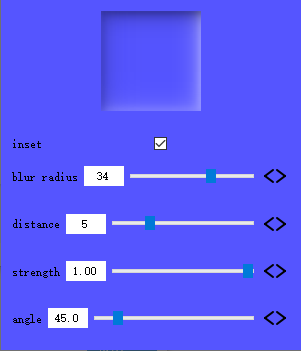 inset
blur radius 34
distance 5
strength 1.00
angle 45.0